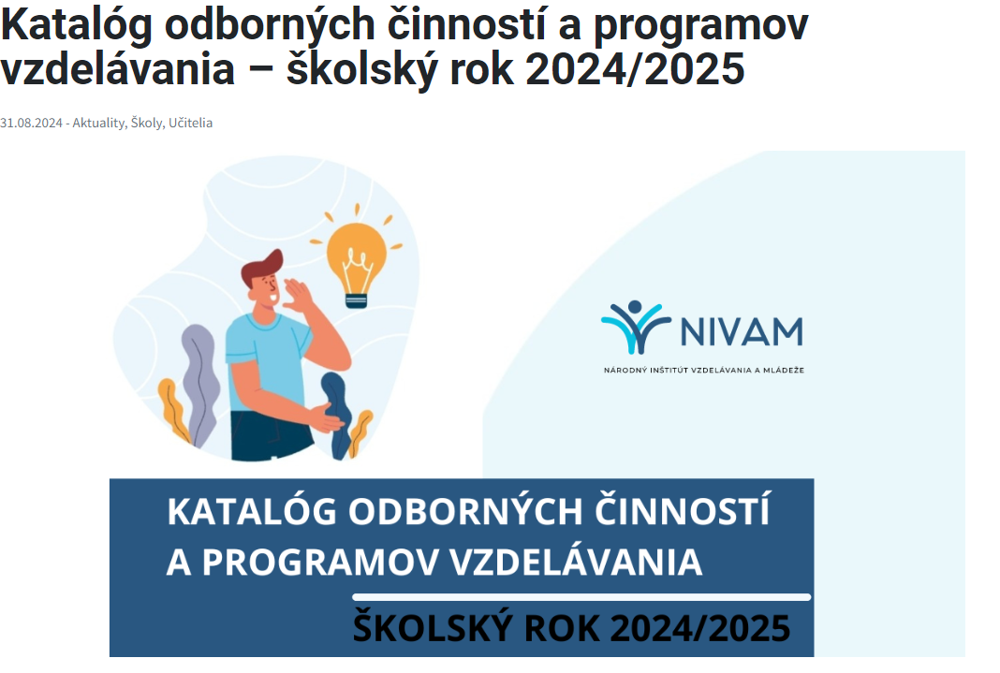 Katalóg odborných činností a programov
vzdelávania – školský rok 2024/2025
31.08.2024 - Aktuality, Školy, Učitelia
NIVAM
NÁRODNÝ INŠTITÚT VZDELÁVANIA A MLÁDEŽE
KATALÓG ODBORNÝCH ČINNOSTÍ
A PROGRAMOV VZDELÁVANIA
ŠKOLSKÝ ROK 2024/2025